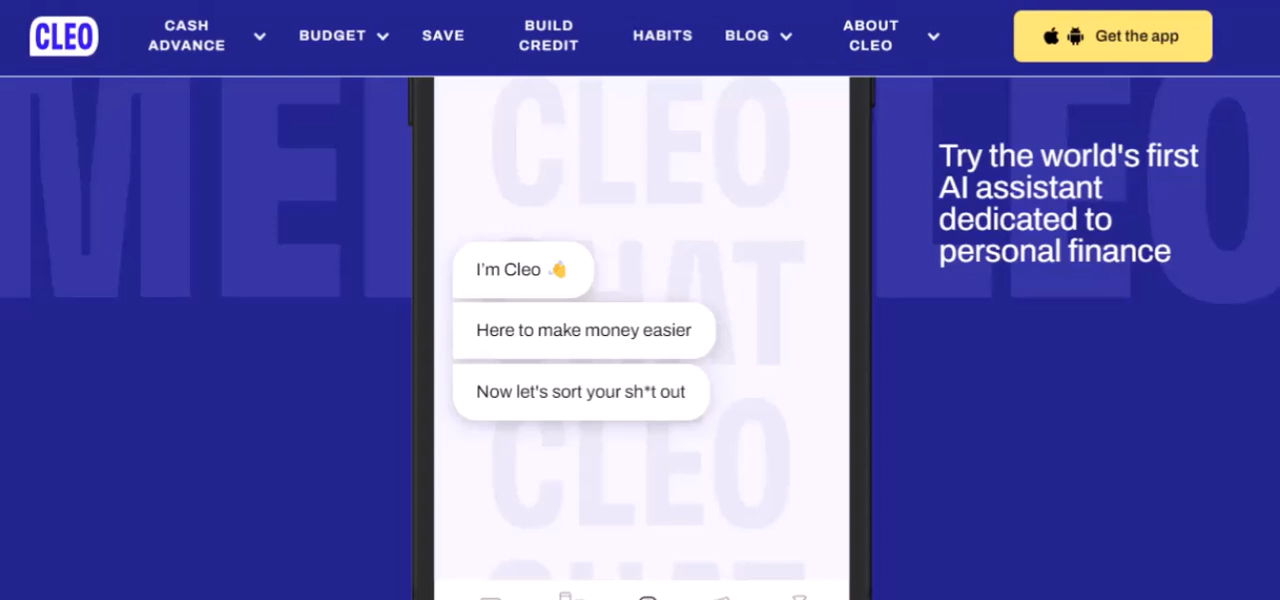 CLEO
CASH
ADVANCE
BUDGET
SAVE
BUILD
CREDIT
HABITS
BLOG
ABOUT
CLEO
Get the app
CLEO
Try the world's first
AI assistant
dedicated to
personal finance
I'm Cleo 👋
CHAT
Here to make money easier
Now let's sort your sh*t out
CLEO
CHAT